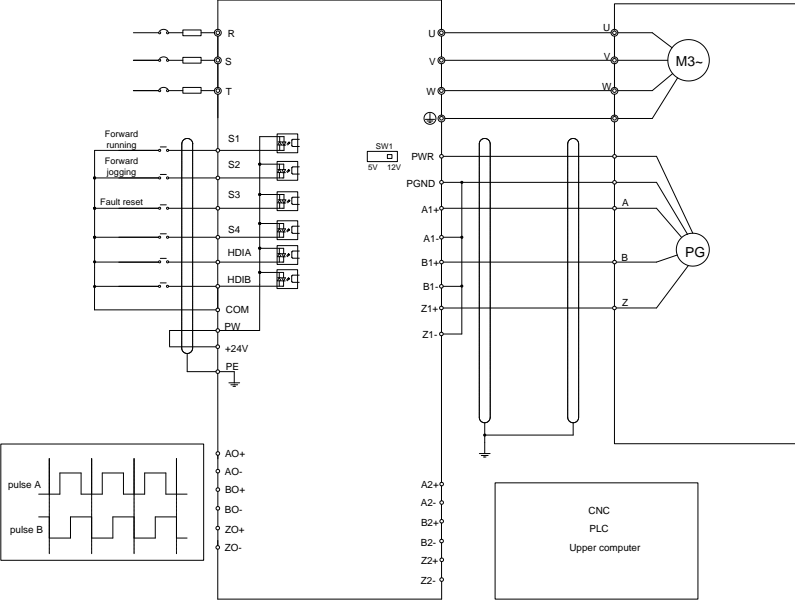 R
S
T
U
V
W
U
V
W
M3~
Forward
running
Forward
jogging
Fault reset
S1
S2
S3
S4
HDIA
HDIB
COM
PW
+24V
PE
SW1
5V 12V
PWR
PGND
A1+
A1-
B1+
B1-
Z1+
Z1-
A
B
Z
PG
pulse A
pulse B
AO+
AO-
BO+
BO-
ZO+
ZO-
A2+
A2-
B2+
B2-
Z2+
Z2-
CNC
PLC
Upper computer